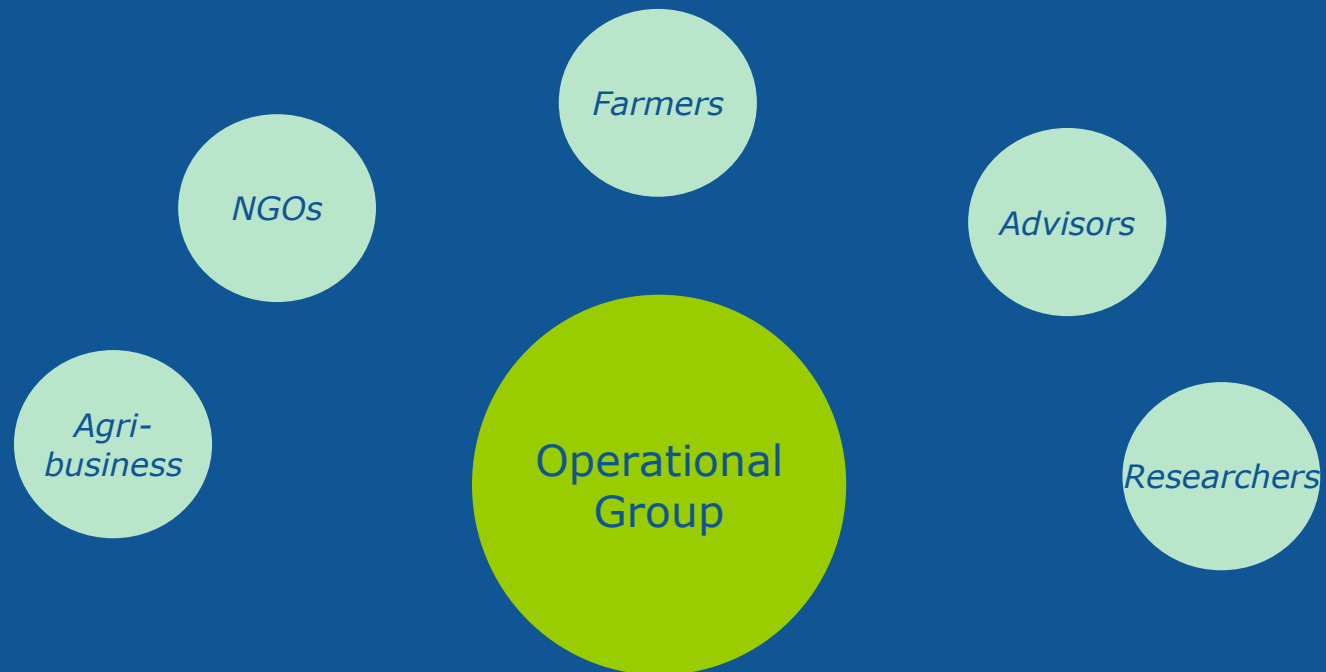 Farmers
NGOs
Advisors
Agri-
business
Operational
Group
Researchers